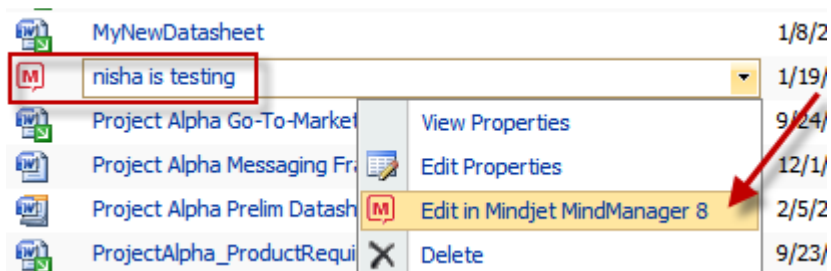 MyNewDatasheet 1/8/2
nisha is testing 1/19/
Project Alpha Go-To-Market View Properties 9/24/
Project Alpha Messaging Fra Edit Properties 12/1/
Project Alpha Prelim Datash Edit in Mindjet MindManager 8 2/5/2
ProjectAlpha_ProductRequi Delete 9/23/